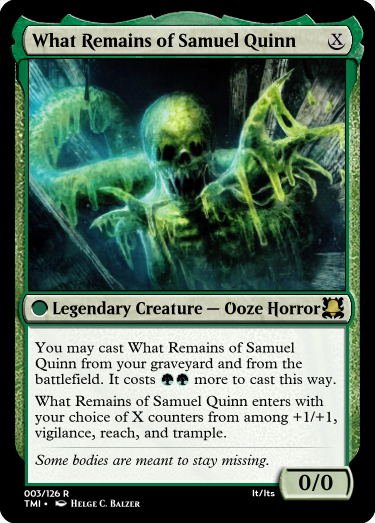 What Remains of Samuel Quinn X
Legendary Creature — Ooze Horror
You may cast What Remains of Samuel
Quinn from your graveyard and from the
battlefield. It costs more to cast this way.
What Remains of Samuel Quinn enters with
your choice of X counters from among +1/+1,
vigilance, reach, and trample.
Some bodies are meant to stay missing.
0/0
003/126 R It/Its
TMI • Helge C. Balzer